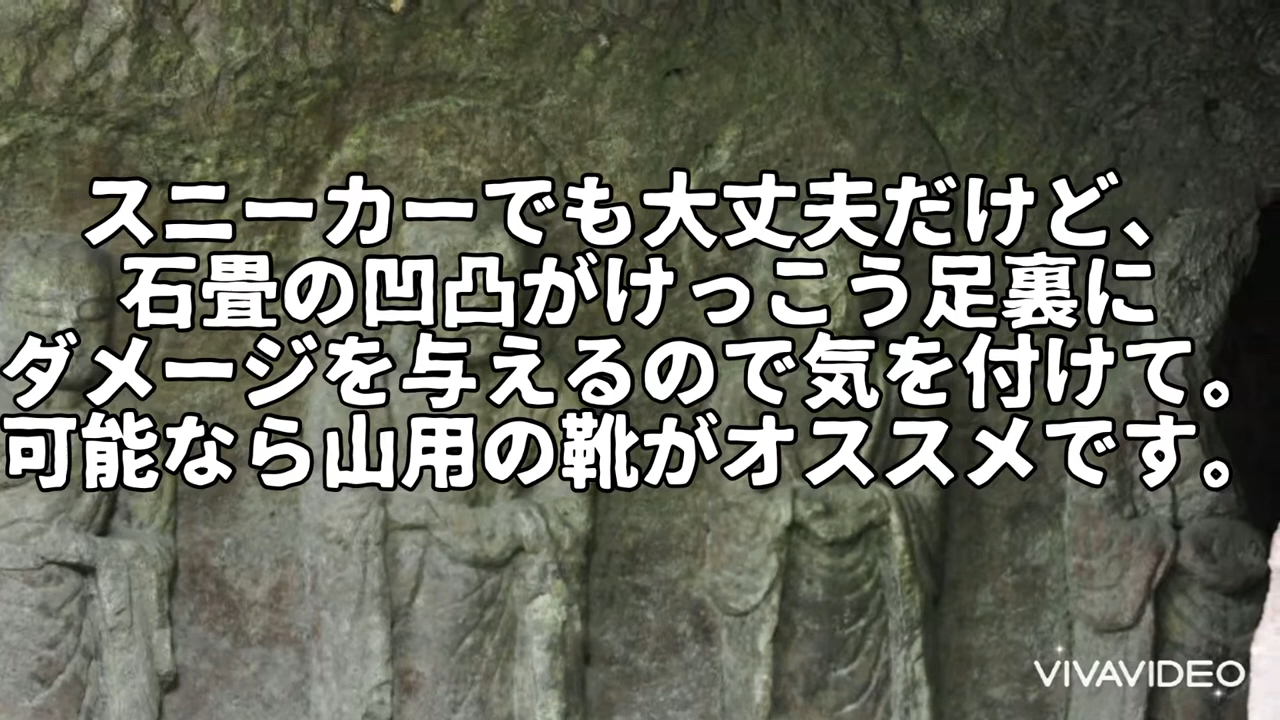 スニーカーでも大丈夫だけど、
石畳の凹凸がけっこう足裏に
ダメージを与えるので気を付けて。
可能なら山用の靴がオススメです。
VIVAVIDEO